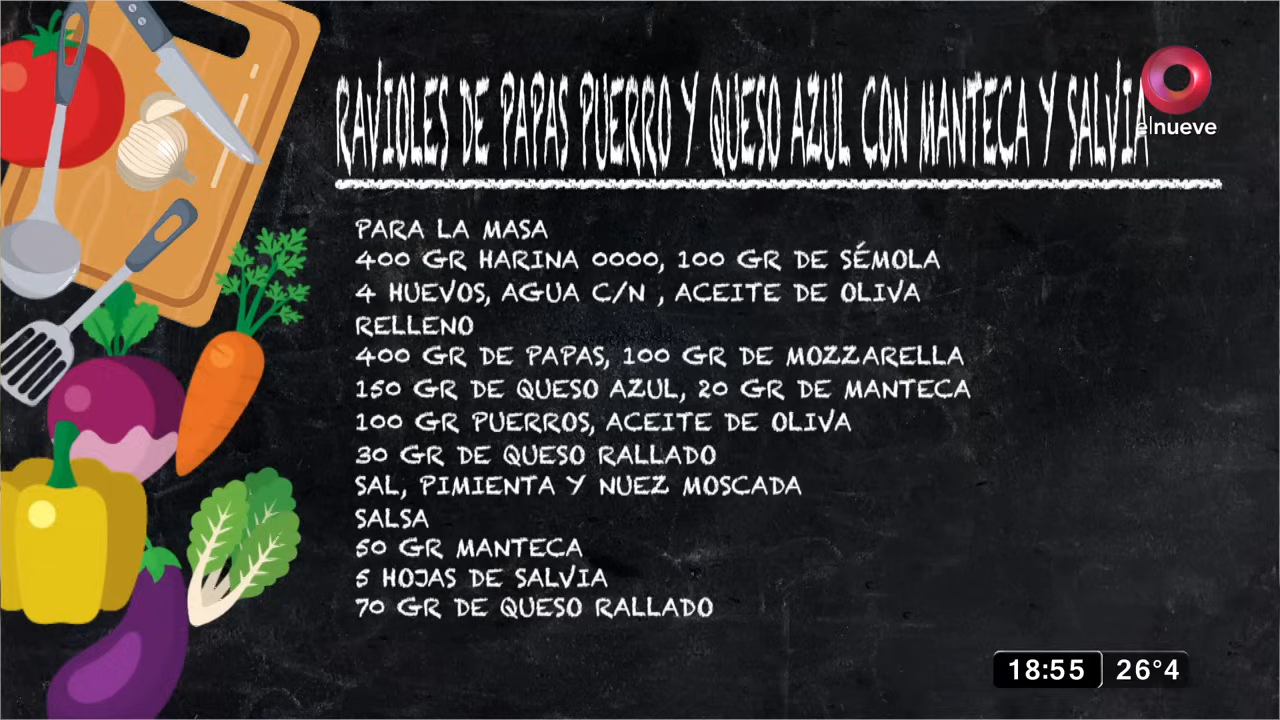 RAVIOLES DE PAPAS PUERRO Y QUESO AZUL CON MANTECA Y SALVIA
elnueve
PARA LA MASA
400 GR HARINA 0000, 100 GR DE SÉMOLA
4 HUEVOS, AGUA C/N , ACEITE DE OLIVA
RELLENO
400 GR DE PAPAS, 100 GR DE MOZZARELLA
150 GR DE QUESO AZUL, 20 GR DE MANTECA
100 GR PUERROS, ACEITE DE OLIVA
30 GR DE QUESO RALLADO
SAL, PIMIENTA Y NUEZ MOSCADA
SALSA
50 GR MANTECA
5 HOJAS DE SALVIA
70 GR DE QUESO RALLADO
18:55 26°4